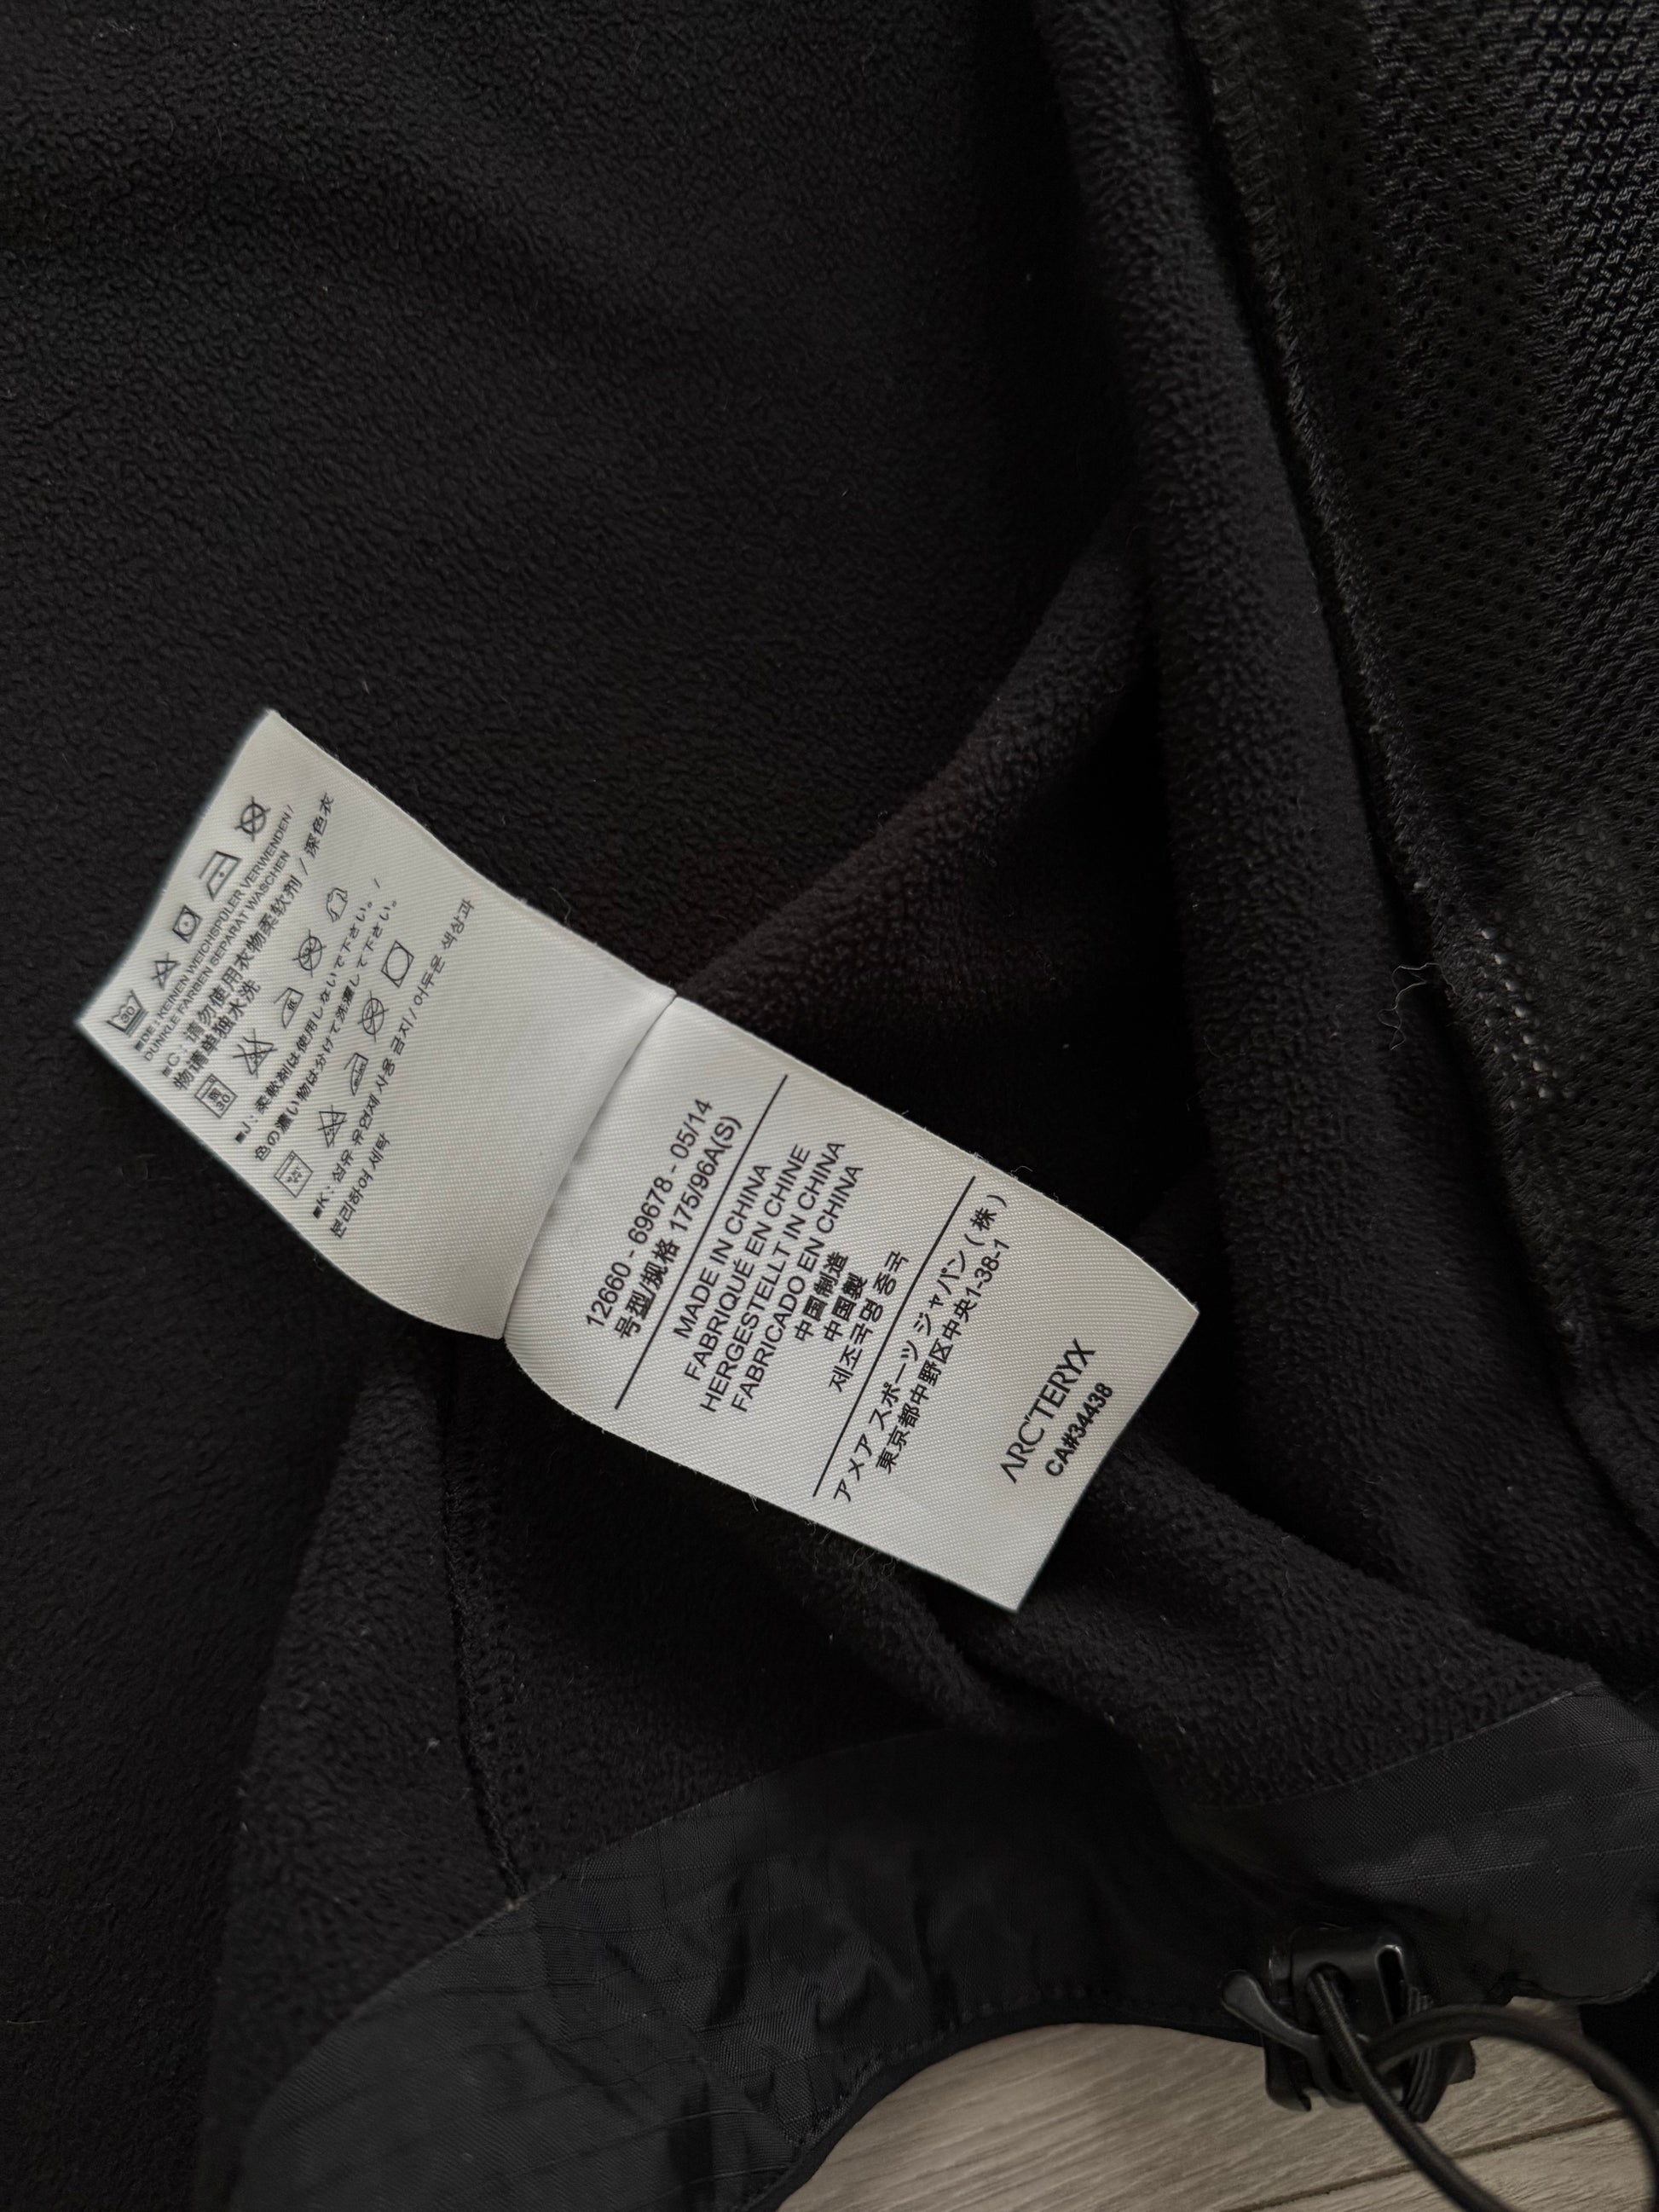 30
■DE: KEINEN WEICHSPÜLER VERWENDEN /
DUNKLE FARBEN SEPARAT WASCHEN
■C : 请勿使用衣物柔软剂 / 深色衣
物请单独水洗
30
■J : 柔軟剤は使用しないで下さい。 /
色の濃い物は分けて洗濯して下さい。
■K : 섬유 유연제 사용 금지 / 어두운 색상과
분리하여 세탁
12660 - 69678 - 05/14
号型/规格 175/96A(S)
MADE IN CHINA
FABRIQUÉ EN CHINE
HERGESTELLT IN CHINA
FABRICADO EN CHINA
中国制造
中国製
제조국명 중국
アメア スポーツ ジャパン ( 株 )
東京都中野区中央1-38-1
ARC'TERYX
CA#34438